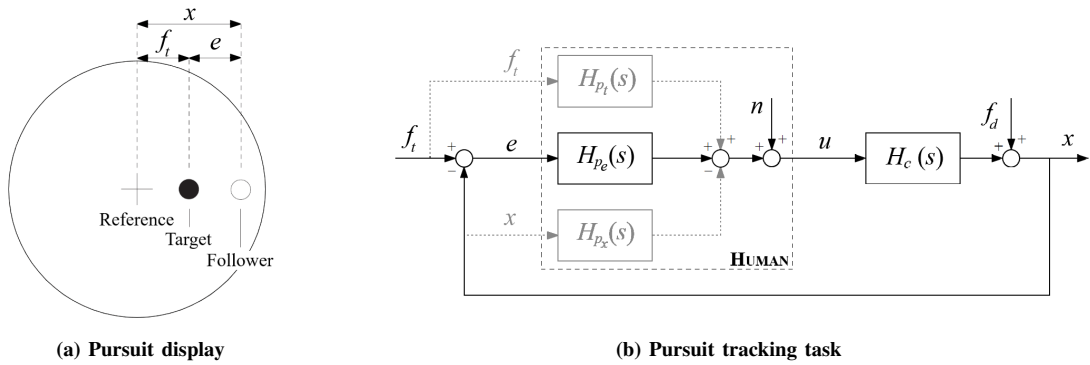 x
f_t
e
Reference
Target
Follower
(a) Pursuit display
f_t
H_{p_t}(s)
n
f_d
f_t
+
−
e
H_{p_e}(s)
+
+
−
+
+
u
H_c (s)
+
+
x
x
H_{p_x}(s)
HUMAN
(b) Pursuit tracking task